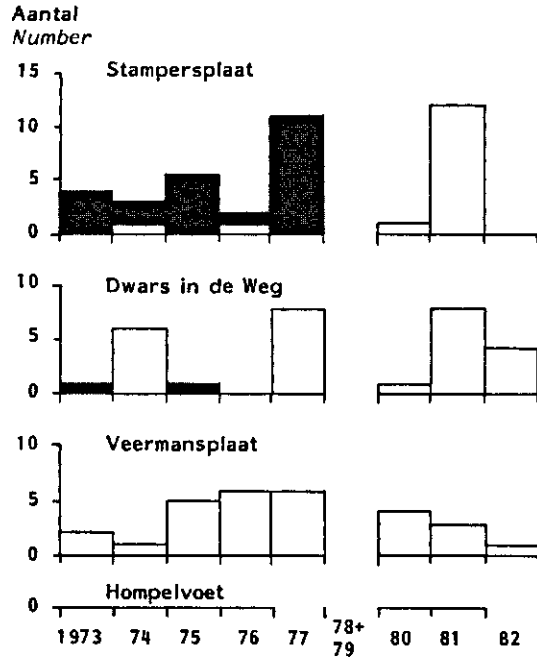 Aantal
Number
Stampersplaat
15
10
5
0
Dwars in de Weg
10
5
0
Veermansplaat
10
5
0
Hompelvoet
0
1973 74 75 76 77 78+ 79 80 81 82